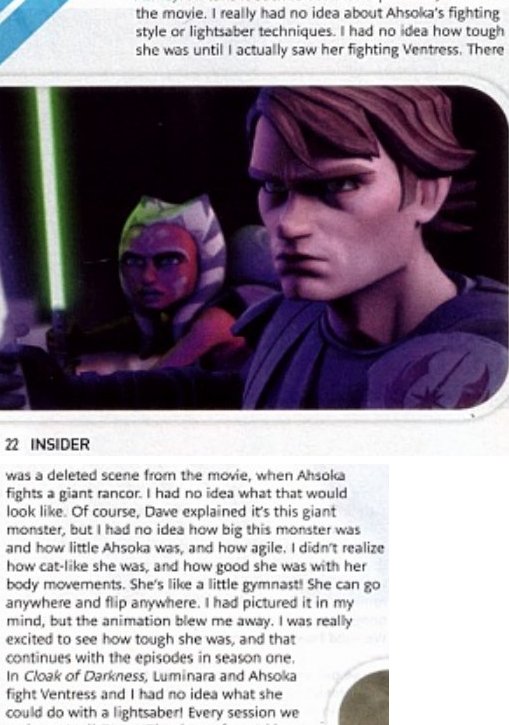 the movie. I really had no idea about Ahsoka's fighting
style or lightsaber techniques. I had no idea how tough
she was until I actually saw her fighting Ventress. There
22 INSIDER
was a deleted scene from the movie, when Ahsoka
fights a giant rancor. I had no idea what that would
look like. Of course, Dave explained it's this giant
monster, but I had no idea how big this monster was
and how little Ahsoka was, and how agile. I didn't realize
how cat-like she was, and how good she was with her
body movements. She's like a little gymnast! She can go
anywhere and flip anywhere. I had pictured it in my
mind, but the animation blew me away. I was really
excited to see how tough she was, and that
continues with the episodes in season one.
In Cloak of Darkness, Luminara and Ahsoka
fight Ventress and I had no idea what she
could do with a lightsaber! Every session we